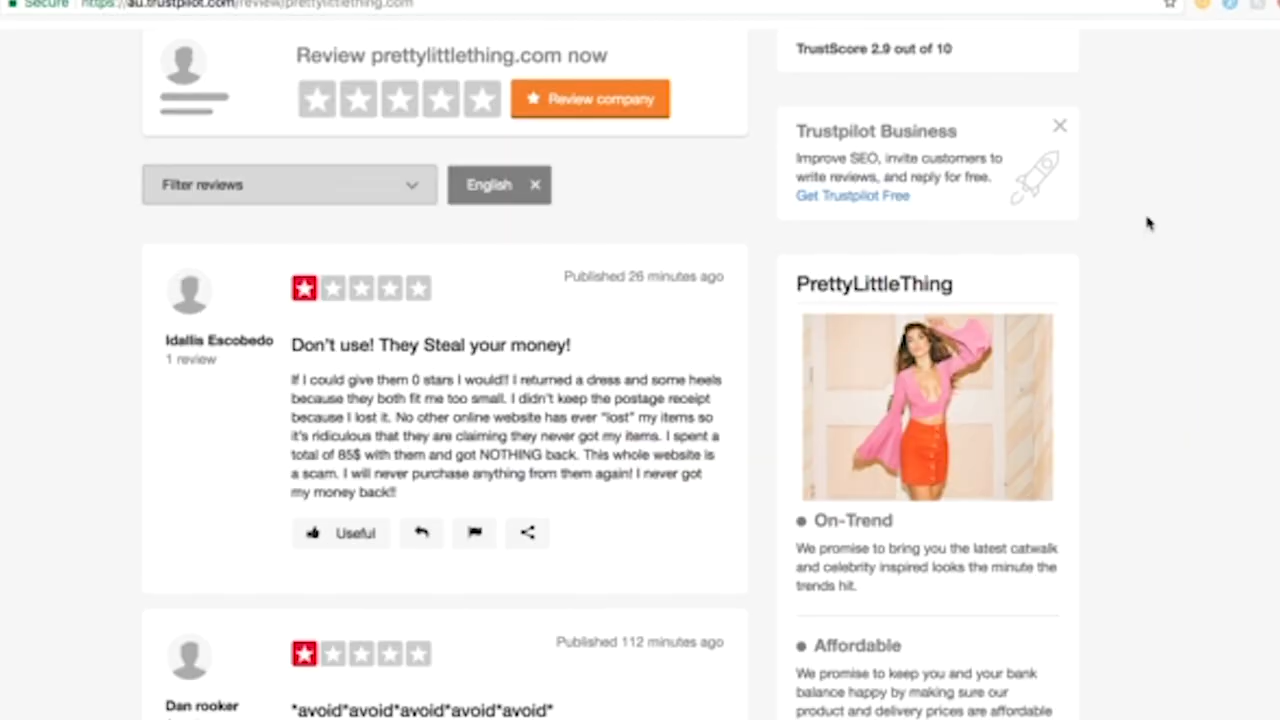 Secure https://au.trustpilot.com/review/prettylittlething.com
Review prettylittlething.com now
Review company
TrustScore 2.9 out of 10
Trustpilot Business
Improve SEO, invite customers to
write reviews, and reply for free.
Get Trustpilot Free
Filter reviews
English
Published 26 minutes ago
Idallis Escobedo
1 review
Don't use! They Steal your money!
If I could give them 0 stars I would!! I returned a dress and some heels
because they both fit me too small. I didn't keep the postage receipt
because I lost it. No other online website has ever "lost" my items so
it's ridiculous that they are claiming they never got my items. I spent a
total of 85$ with them and got NOTHING back. This whole website is
a scam. I will never purchase anything from them again! I never got
my money back!!
Useful
PrettyLittleThing
On-Trend
We promise to bring you the latest catwalk
and celebrity inspired looks the minute the
trends hit.
Affordable
We promise to keep you and your bank
balance happy by making sure our
product and delivery prices are affordable
Published 112 minutes ago
Dan rooker
*avoid*avoid*avoid*avoid*avoid*